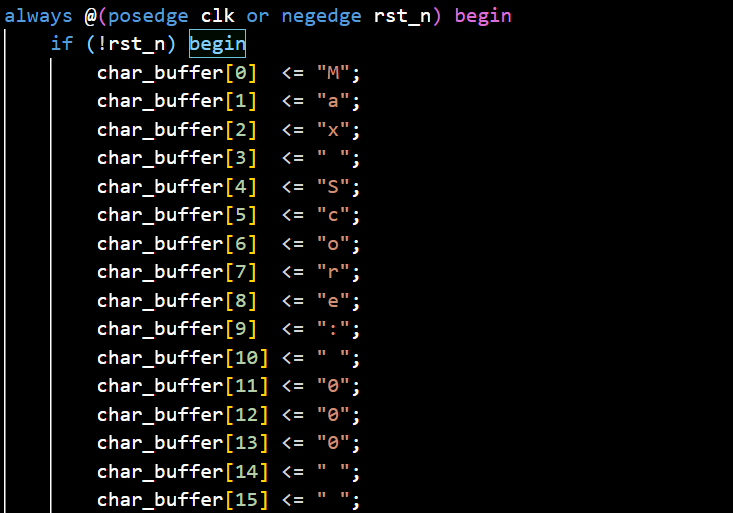 always @(posedge clk or negedge rst_n) begin
    if (!rst_n) begin
        char_buffer[0]  <= "M";
        char_buffer[1]  <= "a";
        char_buffer[2]  <= "x";
        char_buffer[3]  <= " ";
        char_buffer[4]  <= "S";
        char_buffer[5]  <= "c";
        char_buffer[6]  <= "o";
        char_buffer[7]  <= "r";
        char_buffer[8]  <= "e";
        char_buffer[9]  <= ":";
        char_buffer[10] <= " ";
        char_buffer[11] <= "0";
        char_buffer[12] <= "0";
        char_buffer[13] <= "0";
        char_buffer[14] <= " ";
        char_buffer[15] <= " ";